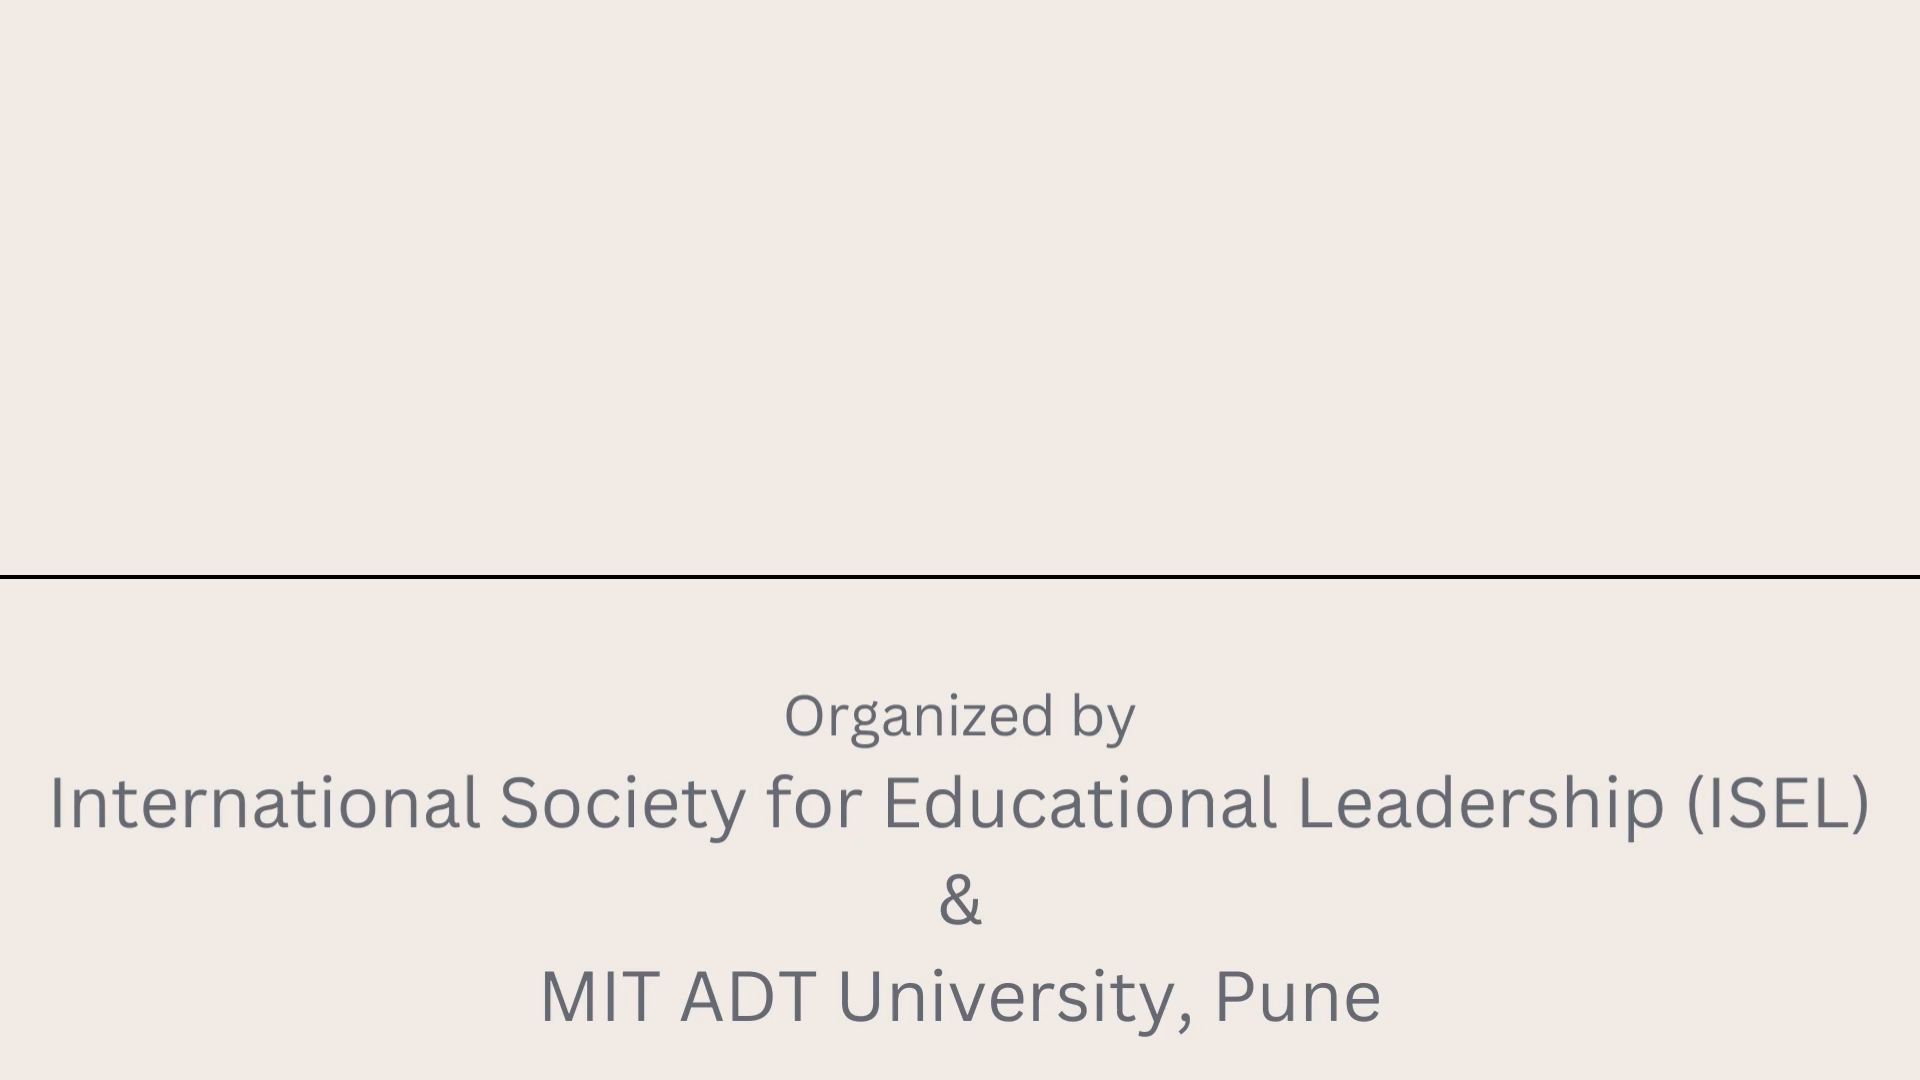 Organized by
International Society for Educational Leadership (ISEL)
&
MIT ADT University, Pune